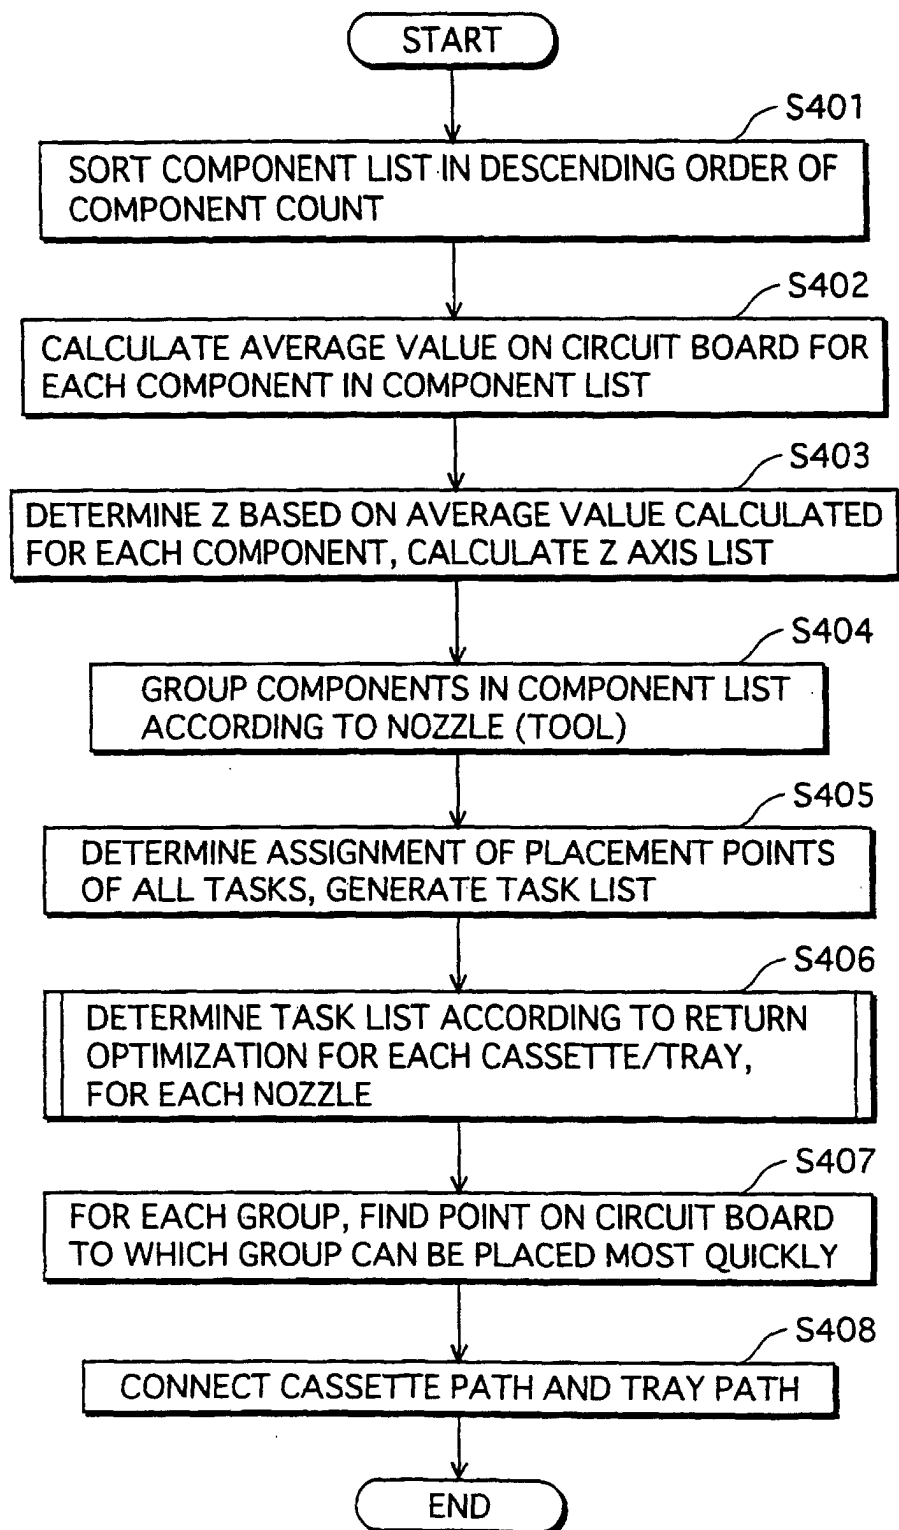 START
S401
SORT COMPONENT LIST IN DESCENDING ORDER OF
COMPONENT COUNT
S402
CALCULATE AVERAGE VALUE ON CIRCUIT BOARD FOR
EACH COMPONENT IN COMPONENT LIST
S403
DETERMINE Z BASED ON AVERAGE VALUE CALCULATED
FOR EACH COMPONENT, CALCULATE Z AXIS LIST
S404
GROUP COMPONENTS IN COMPONENT LIST
ACCORDING TO NOZZLE (TOOL)
S405
DETERMINE ASSIGNMENT OF PLACEMENT POINTS
OF ALL TASKS, GENERATE TASK LIST
S406
DETERMINE TASK LIST ACCORDING TO RETURN
OPTIMIZATION FOR EACH CASSETTE/TRAY,
FOR EACH NOZZLE
S407
FOR EACH GROUP, FIND POINT ON CIRCUIT BOARD
TO WHICH GROUP CAN BE PLACED MOST QUICKLY
S408
CONNECT CASSETTE PATH AND TRAY PATH
END